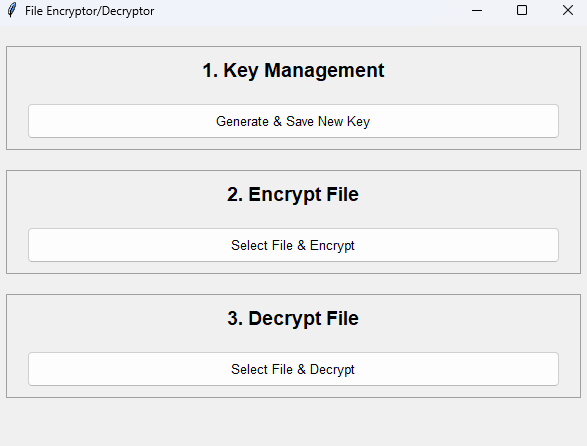 File Encryptor/Decryptor
1. Key Management
Generate & Save New Key
2. Encrypt File
Select File & Encrypt
3. Decrypt File
Select File & Decrypt